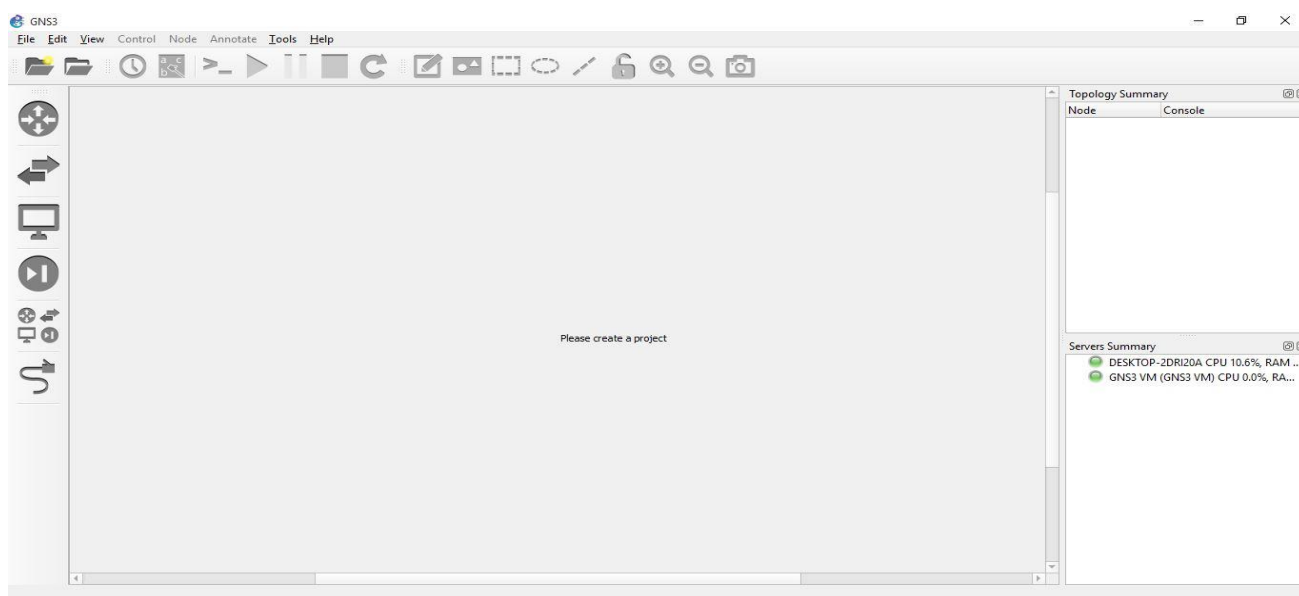 GNS3
File Edit View Control Node Annotate Tools Help
Topology Summary
Node Console
Please create a project
Servers Summary
DESKTOP-2DRI20A CPU 10.6%, RAM ..
GNS3 VM (GNS3 VM) CPU 0.0%, RA...